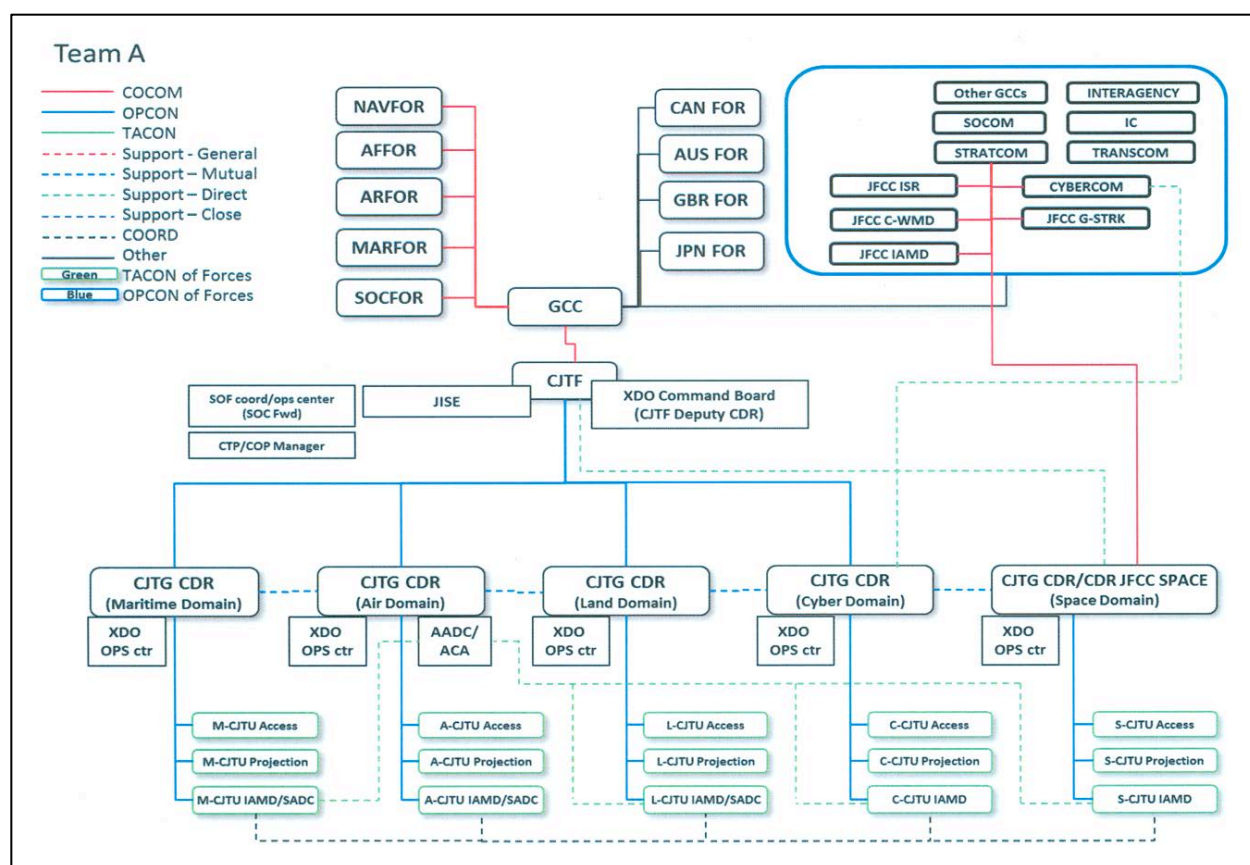 Team A
COCOM
OPCON
TACON
Support - General
Support – Mutual
Support – Direct
Support – Close
COORD
Other
Green TACON of Forces
Blue OPCON of Forces
NAVFOR
AFFOR
ARFOR
MARFOR
SOCFOR
CAN FOR
AUS FOR
GBR FOR
JPN FOR
Other GCCs
INTERAGENCY
SOCOM
IC
STRATCOM
TRANSCOM
JFCC ISR
CYBERCOM
JFCC C-WMD
JFCC G-STRK
JFCC IAMD
GCC
CJTF
SOF coord/ops center
(SOC Fwd)
JISE
XDO Command Board
(CJTF Deputy CDR)
CTP/COP Manager
CJTG CDR
(Maritime Domain)
CJTG CDR
(Air Domain)
CJTG CDR
(Land Domain)
CJTG CDR
(Cyber Domain)
CJTG CDR/CDR JFCC SPACE
(Space Domain)
XDO
OPS ctr
XDO
OPS ctr
AADC/
ACA
XDO
OPS ctr
XDO
OPS ctr
XDO
OPS ctr
M-CJTU Access
A-CJTU Access
L-CJTU Access
C-CJTU Access
S-CJTU Access
M-CJTU Projection
A-CJTU Projection
L-CJTU Projection
C-CJTU Projection
S-CJTU Projection
M-CJTU IAMD/SADC
A-CJTU IAMD/SADC
L-CJTU IAMD/SADC
C-CJTU IAMD
S-CJTU IAMD